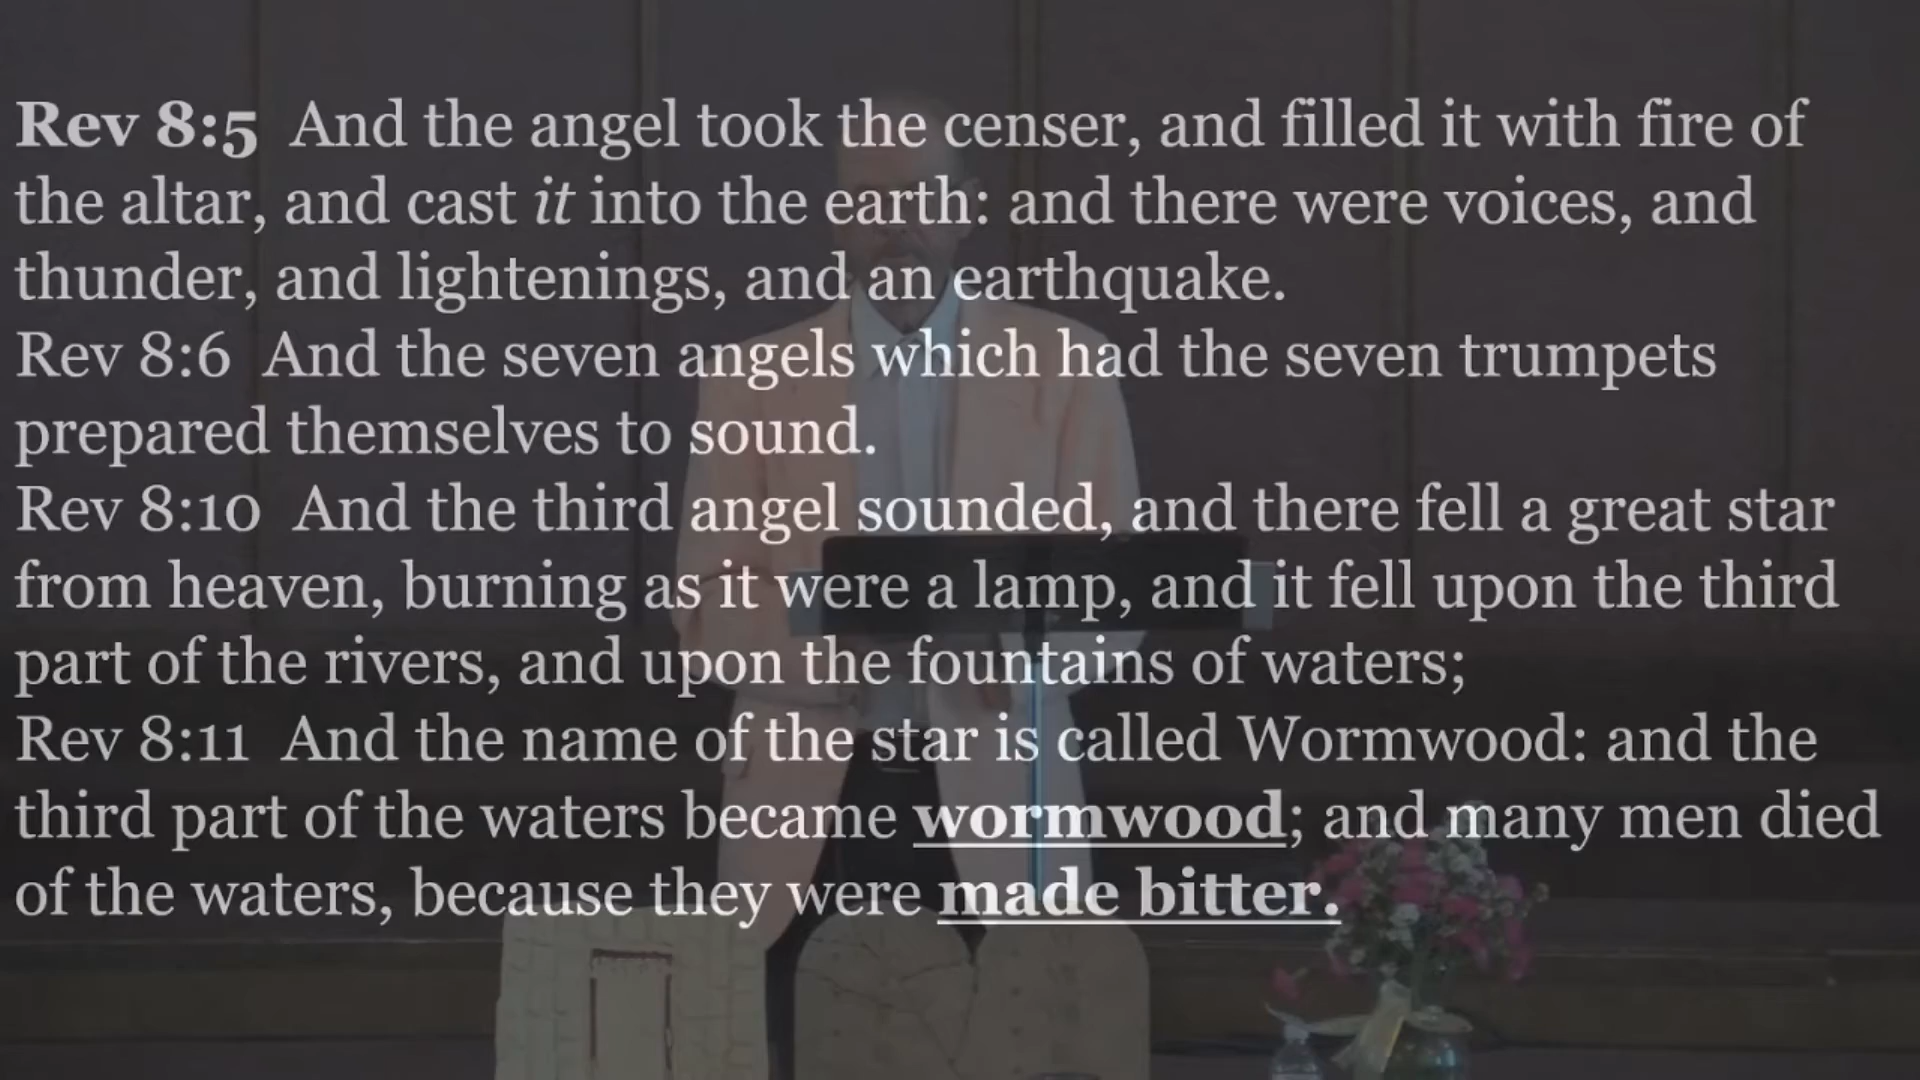 Rev 8:5 And the angel took the censer, and filled it with fire of
the altar, and cast it into the earth: and there were voices, and
thunder, and lightenings, and an earthquake.
Rev 8:6 And the seven angels which had the seven trumpets
prepared themselves to sound.
Rev 8:10 And the third angel sounded, and there fell a great star
from heaven, burning as it were a lamp, and it fell upon the third
part of the rivers, and upon the fountains of waters;
Rev 8:11 And the name of the star is called Wormwood: and the
third part of the waters became wormwood; and many men died
of the waters, because they were made bitter.